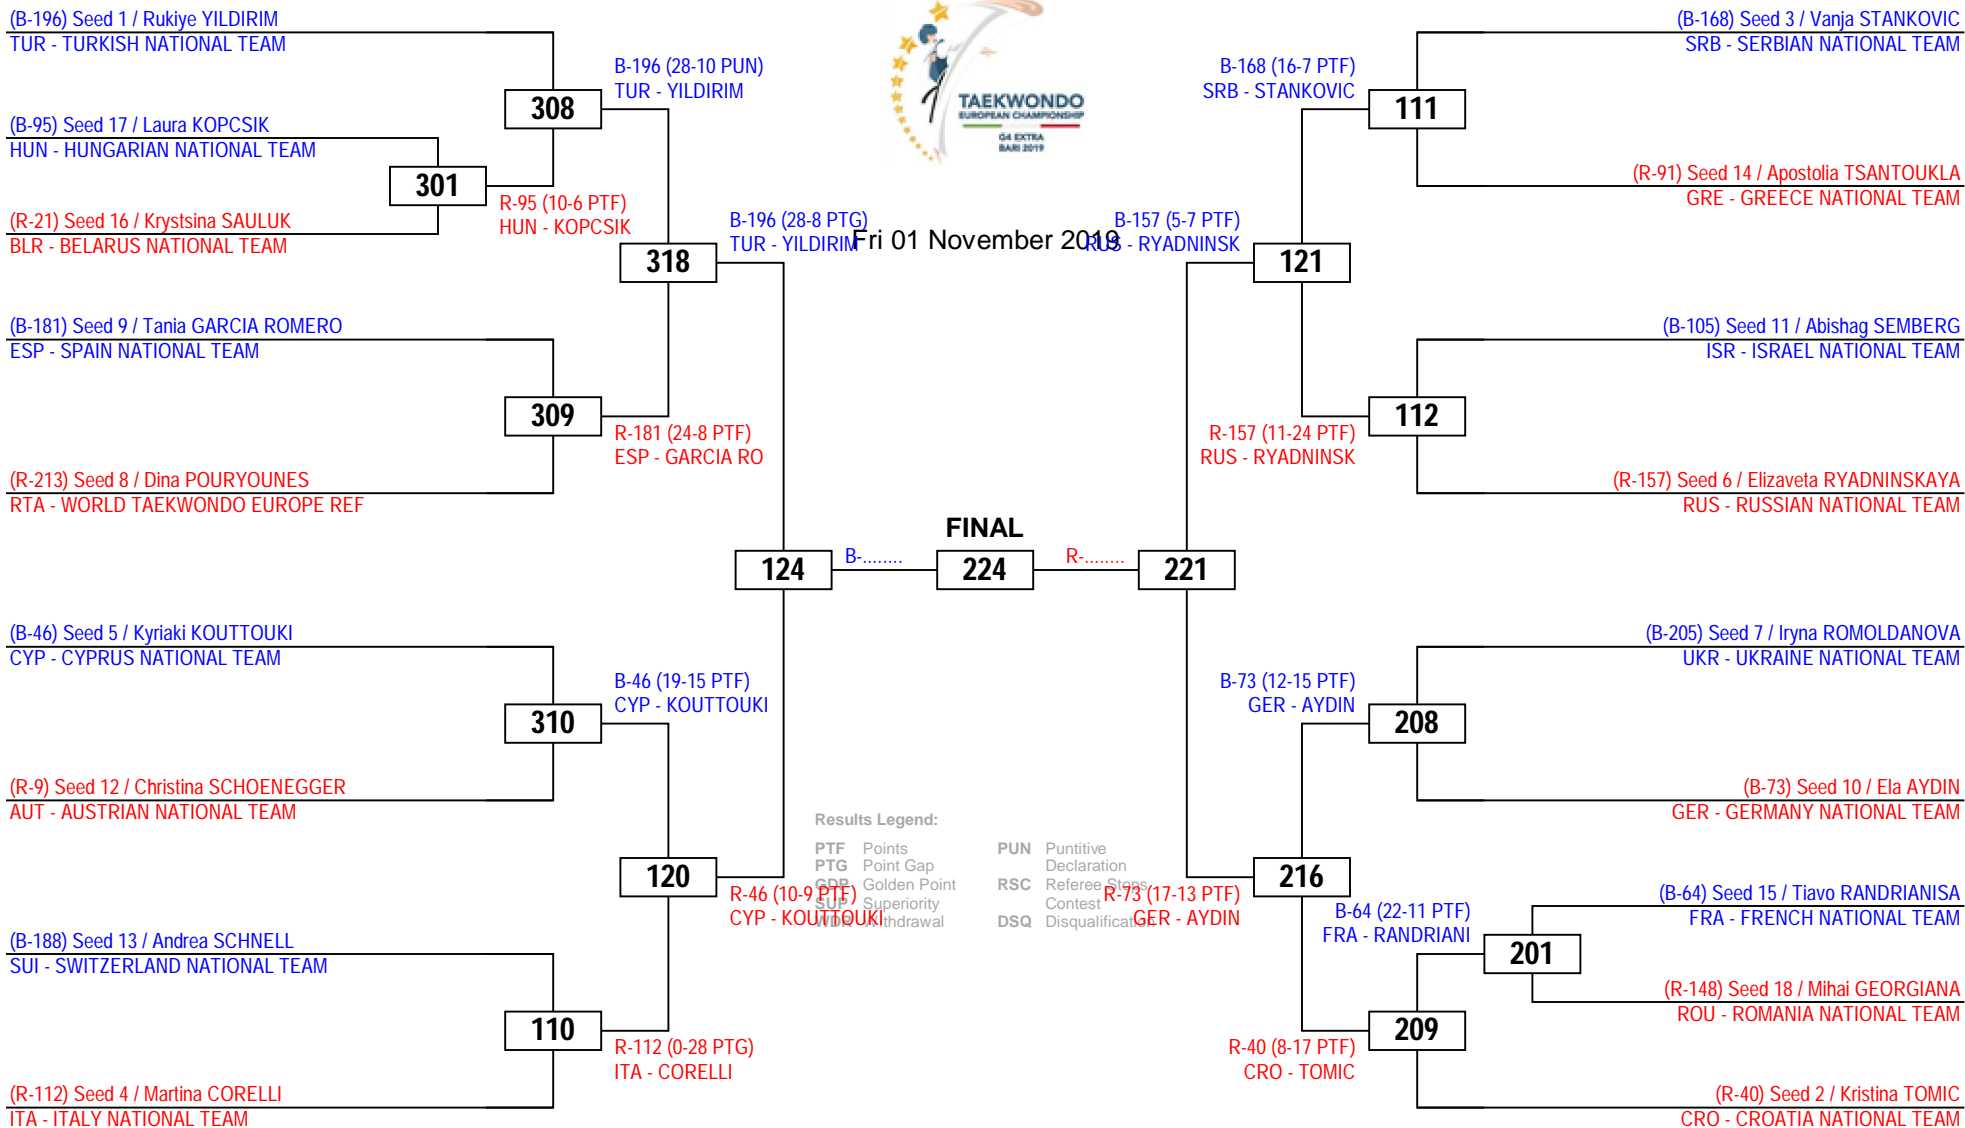 (B-196) Seed 1 / Rukiye YILDIRIM
TUR - TURKISH NATIONAL TEAM
(B-95) Seed 17 / Laura KOPCSIK
HUN - HUNGARIAN NATIONAL TEAM
(R-21) Seed 16 / Krystsina SAULUK
BLR - BELARUS NATIONAL TEAM
(B-181) Seed 9 / Tania GARCIA ROMERO
ESP - SPAIN NATIONAL TEAM
(R-213) Seed 8 / Dina POURYOUNES
RTA - WORLD TAEKWONDO EUROPE REF
(B-46) Seed 5 / Kyriaki KOUTTOUKI
CYP - CYPRUS NATIONAL TEAM
(R-9) Seed 12 / Christina SCHOENEGGER
AUT - AUSTRIAN NATIONAL TEAM
(B-188) Seed 13 / Andrea SCHNELL
SUI - SWITZERLAND NATIONAL TEAM
(R-112) Seed 4 / Martina CORELLI
ITA - ITALY NATIONAL TEAM
301
R-95 (10-6 PTF)
HUN - KOPCSIK
308
B-196 (28-10 PUN)
TUR - YILDIRIM
309
R-181 (24-8 PTF)
ESP - GARCIA RO
310
B-46 (19-15 PTF)
CYP - KOUTTOUKI
110
R-112 (0-28 PTG)
ITA - CORELLI
318
B-196 (28-8 PTG)
TUR - YILDIRIM
120
R-46 (10-9 PTF)
CYP - KOUTTOUKI
124
B-........
TAEKWONDO
EUROPEAN CHAMPIONSHIP
G4 EXTRA
BARI 2019
Fri 01 November 2019
FINAL
224
Results Legend:
PTF Points
PTG Point Gap
GDP Golden Point
SUP Superiority
WDR Withdrawal
PUN Puntitive
Declaration
RSC Referee Stops
Contest
DSQ Disqualification
R-........
221
B-157 (5-7 PTF)
RUS - RYADNINSK
121
R-73 (17-13 PTF)
GER - AYDIN
216
B-168 (16-7 PTF)
SRB - STANKOVIC
111
R-157 (11-24 PTF)
RUS - RYADNINSK
112
B-73 (12-15 PTF)
GER - AYDIN
208
R-40 (8-17 PTF)
CRO - TOMIC
209
B-64 (22-11 PTF)
FRA - RANDRIANI
201
(B-168) Seed 3 / Vanja STANKOVIC
SRB - SERBIAN NATIONAL TEAM
(R-91) Seed 14 / Apostolia TSANTOUKLA
GRE - GREECE NATIONAL TEAM
(B-105) Seed 11 / Abishag SEMBERG
ISR - ISRAEL NATIONAL TEAM
(R-157) Seed 6 / Elizaveta RYADNINSKAYA
RUS - RUSSIAN NATIONAL TEAM
(B-205) Seed 7 / Iryna ROMOLDANOVA
UKR - UKRAINE NATIONAL TEAM
(B-73) Seed 10 / Ela AYDIN
GER - GERMANY NATIONAL TEAM
(B-64) Seed 15 / Tiavo RANDRIANISA
FRA - FRENCH NATIONAL TEAM
(R-148) Seed 18 / Mihai GEORGIANA
ROU - ROMANIA NATIONAL TEAM
(R-40) Seed 2 / Kristina TOMIC
CRO - CROATIA NATIONAL TEAM